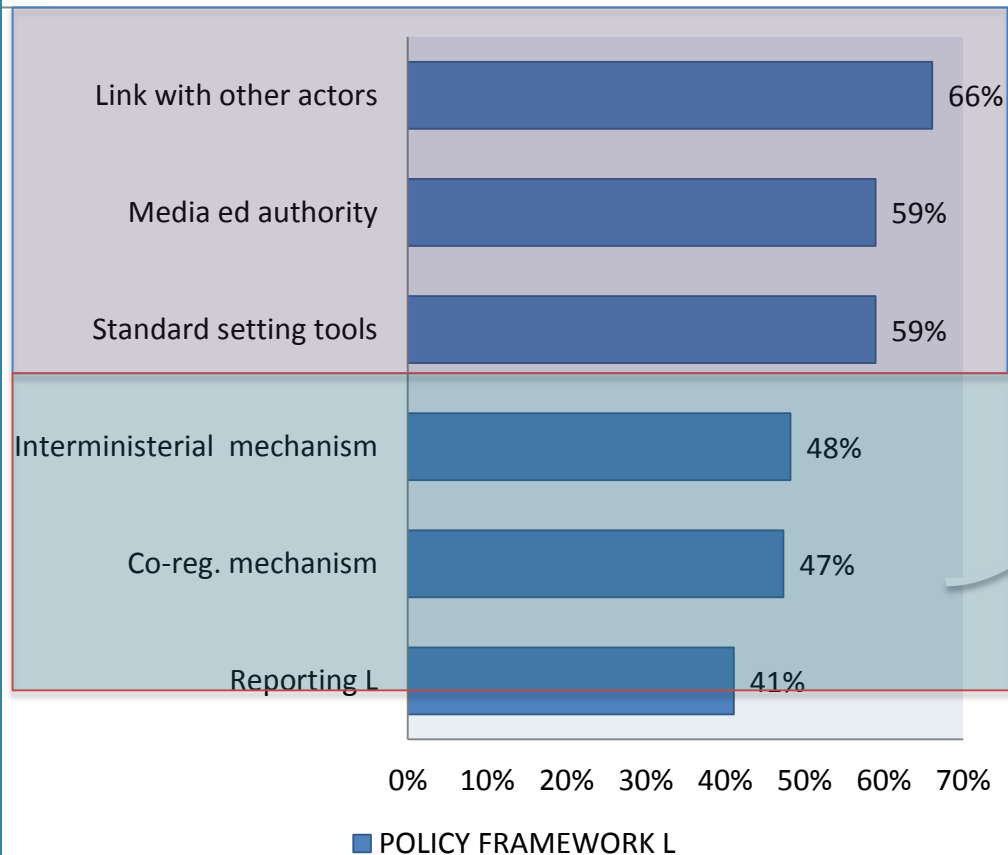 Link with other actors 66%
Media ed authority 59%
Standard setting tools 59%
Interministerial  mechanism 48%
Co-reg. mechanism 47%
Reporting L 41%
0% 10% 20% 30% 40% 50% 60% 70%
POLICY FRAMEWORK L